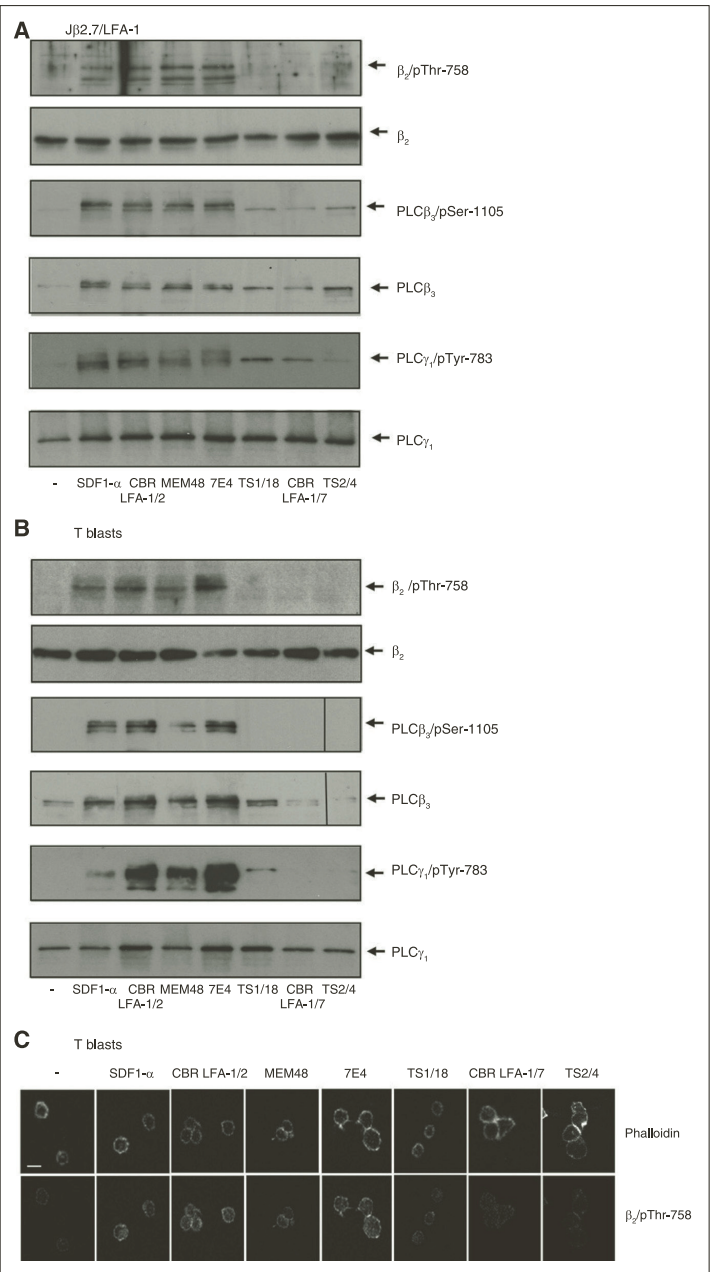 A
Jβ2.7/LFA-1
β₂/pThr-758
β₂
PLCβ₃/pSer-1105
PLCβ₃
PLCγ₁/pTyr-783
PLCγ₁
- SDF1-α CBR MEM48 7E4 TS1/18 CBR TS2/4
LFA-1/2 LFA-1/7
B
T blasts
β₂ /pThr-758
β₂
PLCβ₃/pSer-1105
PLCβ₃
PLCγ₁/pTyr-783
PLCγ₁
- SDF1-α CBR MEM48 7E4 TS1/18 CBR TS2/4
LFA-1/2 LFA-1/7
C
T blasts
- SDF1-α CBR LFA-1/2 MEM48 7E4 TS1/18 CBR LFA-1/7 TS2/4
Phalloidin
β₂/pThr-758